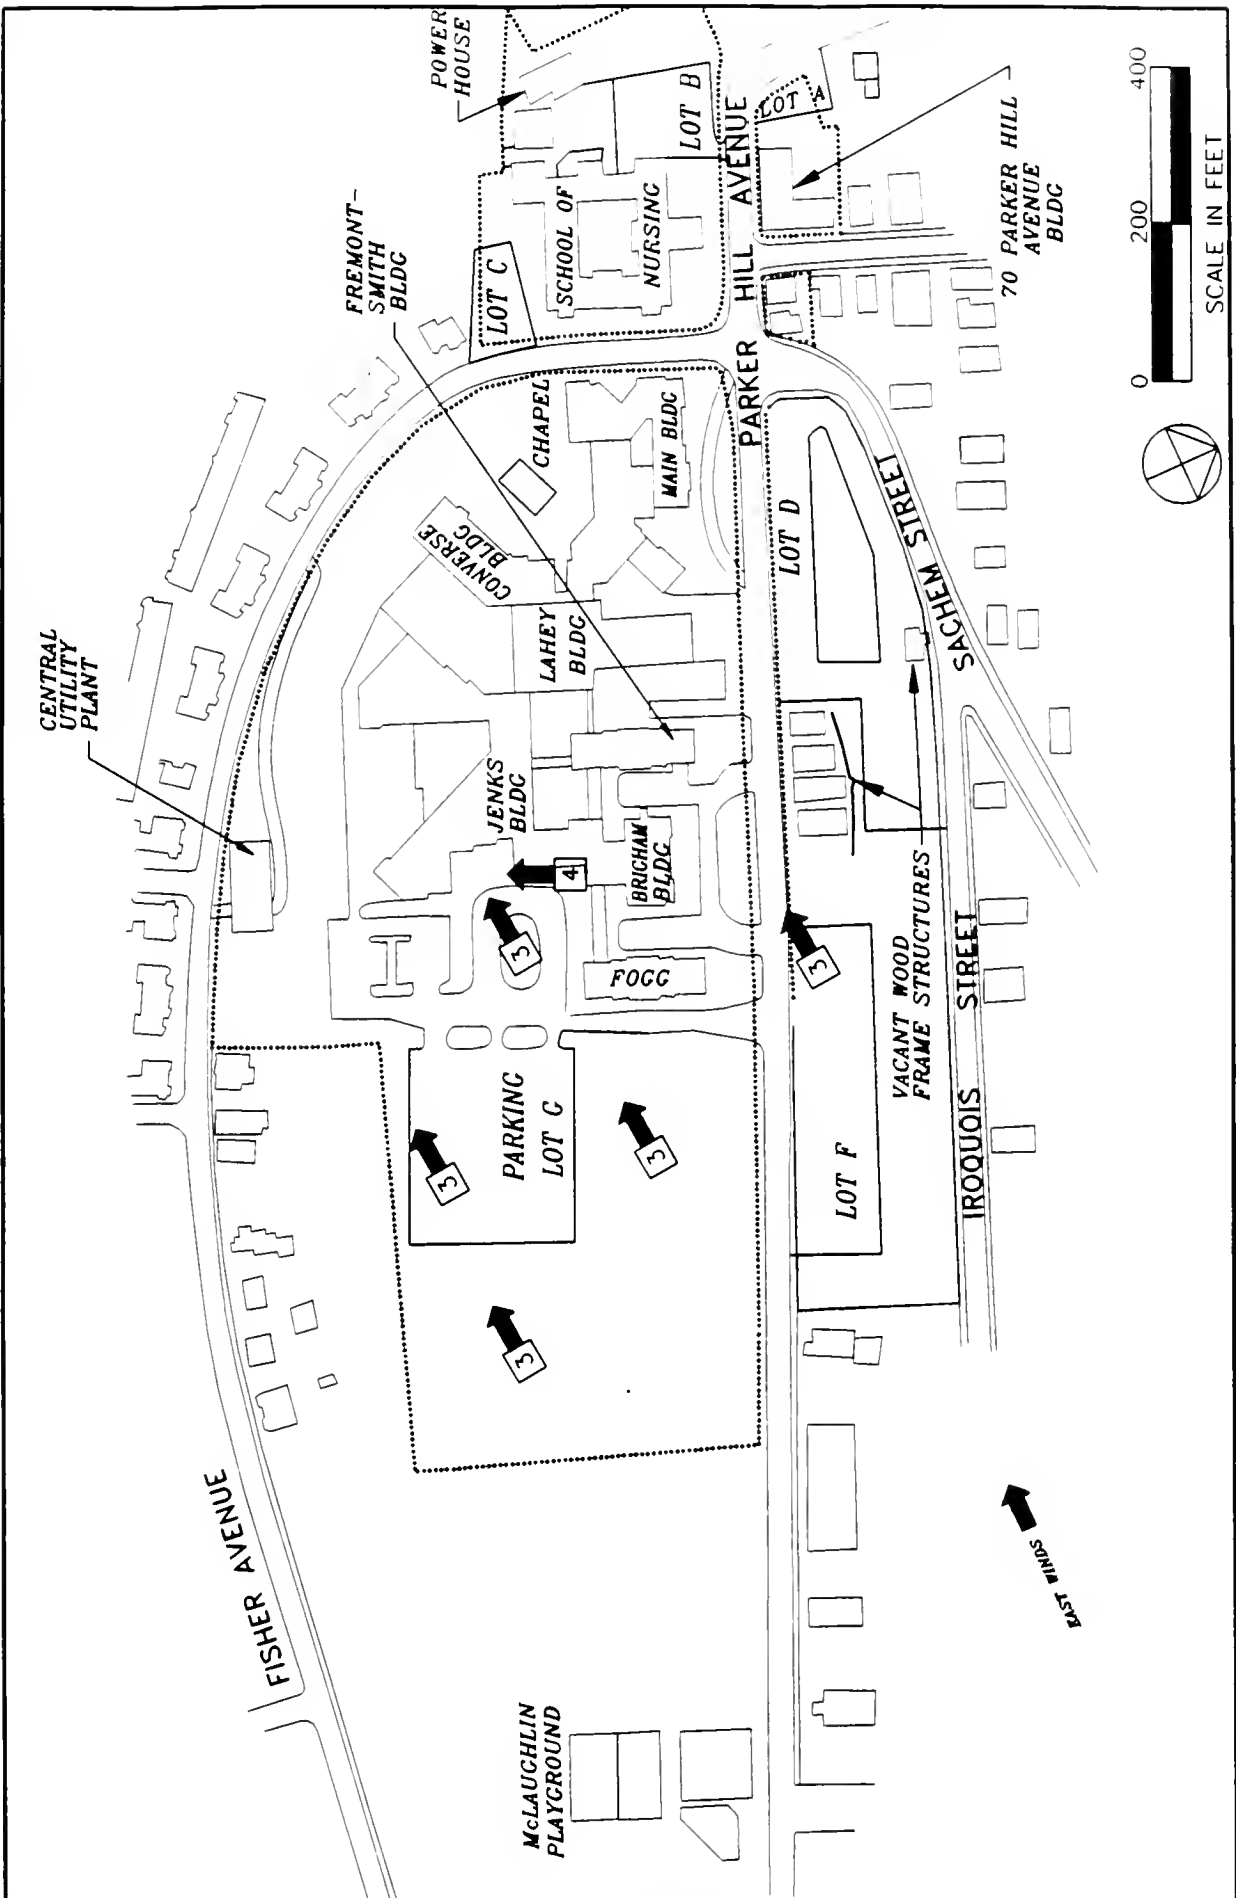 POWER
HOUSE
LOT B
LOT A
PARKER HILL AVENUE
70 PARKER HILL
AVENUE
BLDG
0 200 400
SCALE IN FEET
SCHOOL OF
NURSING
LOT C
FREMONT-
SMITH
BLDG
CHAPEL
MAIN BLDG
CONVERSE
BLDG
LAHEY
BLDG
LOT D
SACHEM STREET
CENTRAL
UTILITY
PLANT
JENKS
BLDG
BRIGHAM
BLDG
4
3
3
FOGG
VACANT WOOD
FRAME STRUCTURES
IROQUOIS STREET
PARKING
LOT G
3
3
LOT F
3
EAST WINDS
FISHER AVENUE
McLAUGHLIN
PLAYGROUND